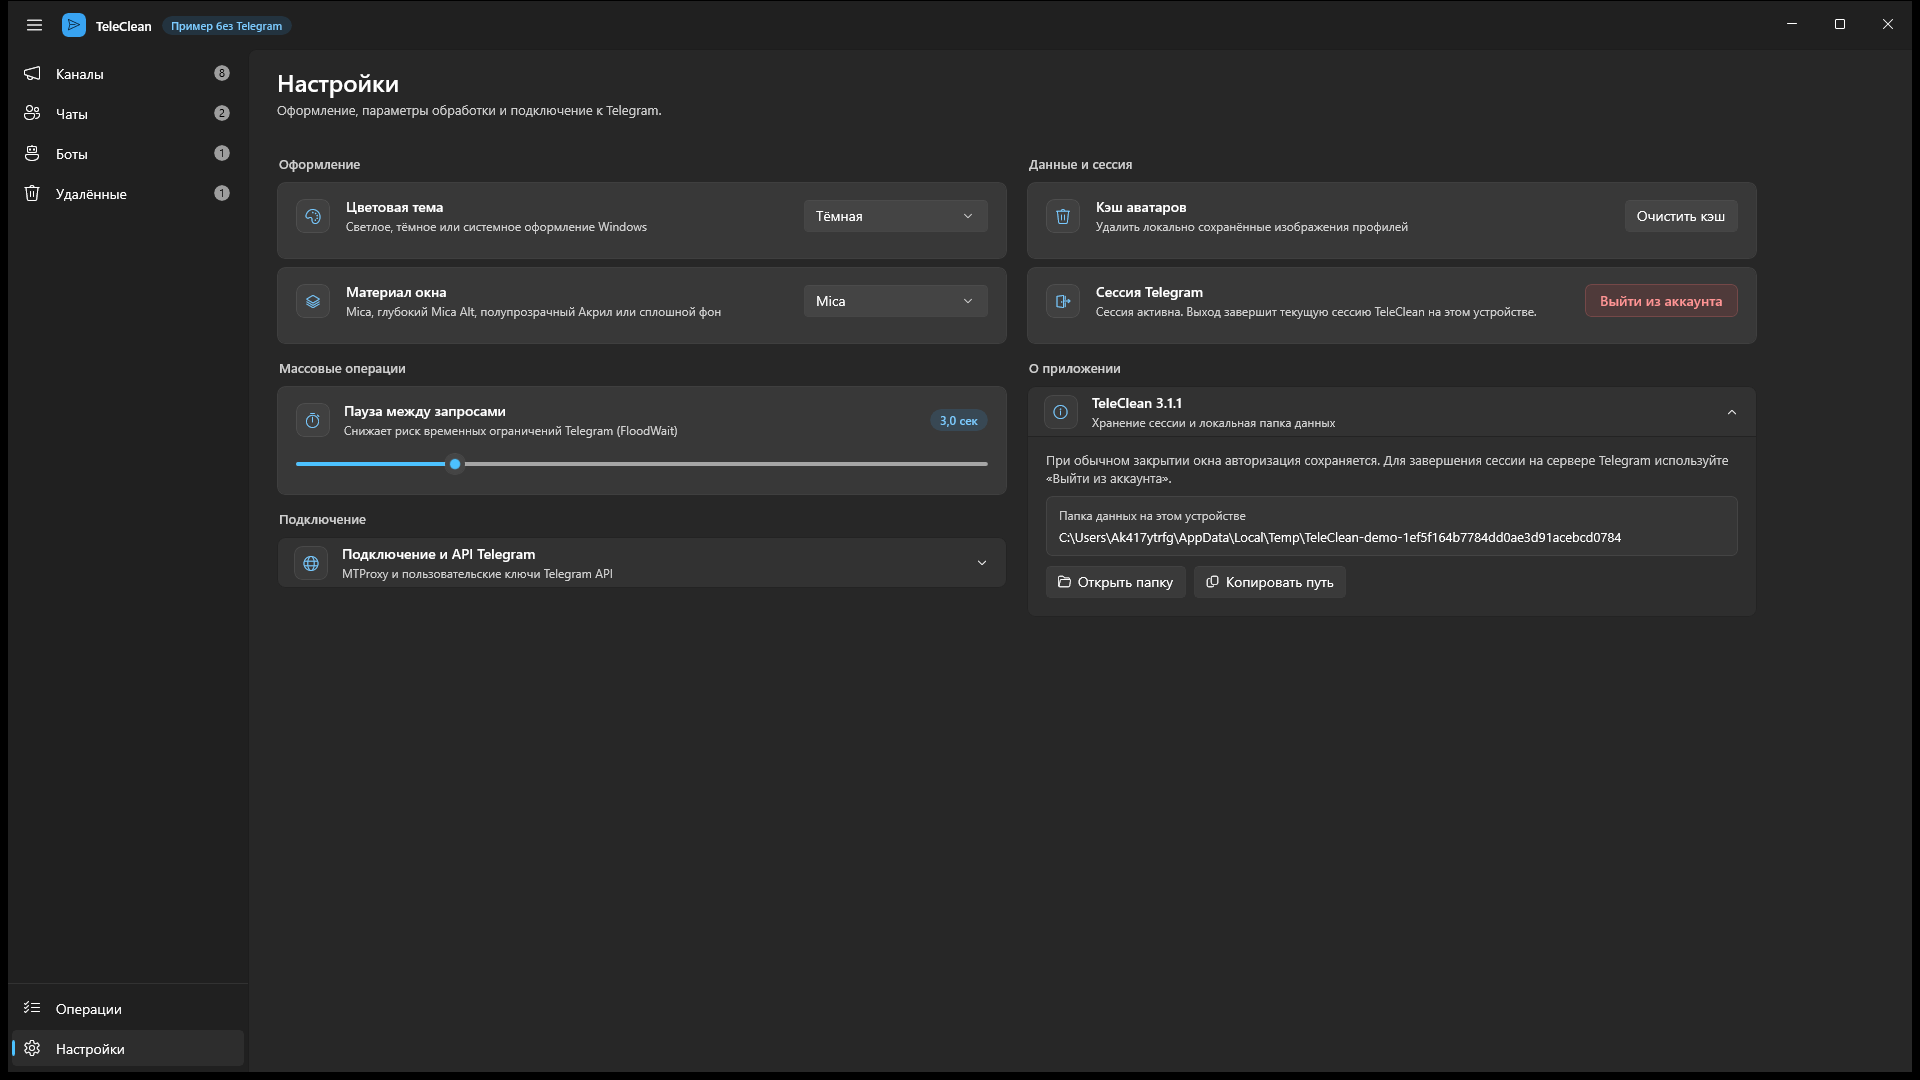 TeleClean
Пример без Telegram
Каналы 8
Чаты 2
Боты 1
Удалённые 1
Операции
Настройки
Настройки
Оформление, параметры обработки и подключение к Telegram.
Оформление
Цветовая тема
Светлое, тёмное или системное оформление Windows
Тёмная
Материал окна
Mica, глубокий Mica Alt, полупрозрачный Акрил или сплошной фон
Mica
Массовые операции
Пауза между запросами
Снижает риск временных ограничений Telegram (FloodWait)
3,0 сек
Подключение
Подключение и API Telegram
MTProxy и пользовательские ключи Telegram API
Данные и сессия
Кэш аватаров
Удалить локально сохранённые изображения профилей
Очистить кэш
Сессия Telegram
Сессия активна. Выход завершит текущую сессию TeleClean на этом устройстве.
Выйти из аккаунта
О приложении
TeleClean 3.1.1
Хранение сессии и локальная папка данных
При обычном закрытии окна авторизация сохраняется. Для завершения сессии на сервере Telegram используйте
«Выйти из аккаунта».
Папка данных на этом устройстве
C:\Users\Ak417ytrfg\AppData\Local\Temp\TeleClean-demo-1ef5f164b7784dd0ae3d91acebcd0784
Открыть папку
Копировать путь